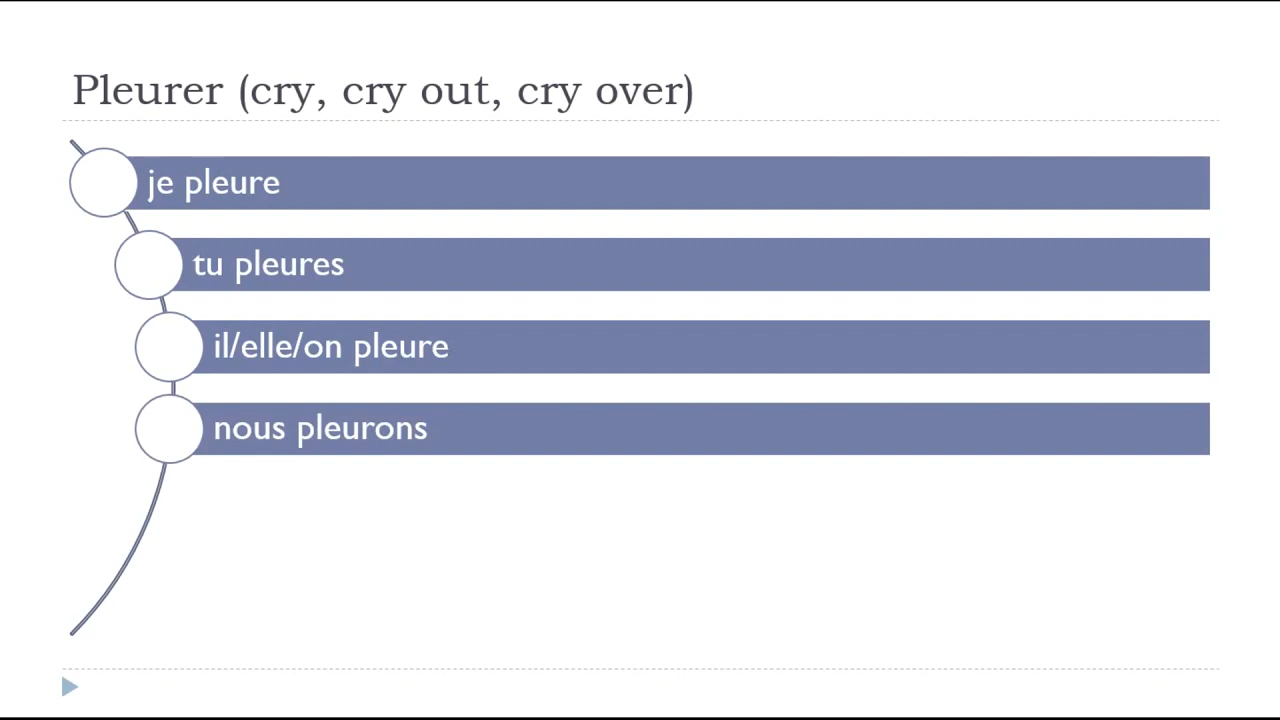 Pleurer (cry, cry out, cry over)
je pleure
tu pleures
il/elle/on pleure
nous pleurons